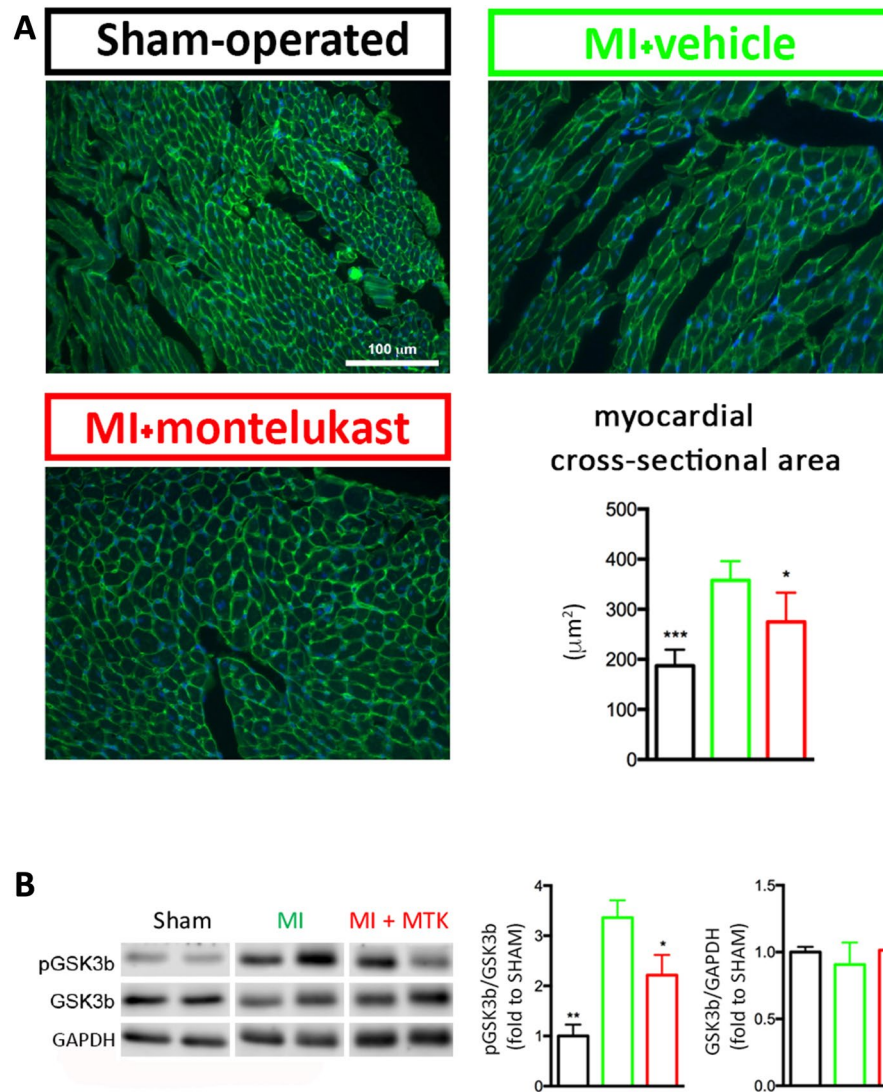 A
Sham-operated
MI+vehicle
100 µm
MI+montelukast
myocardial
cross-sectional area
(µm²)
500
400
300
200
100
0
***
*
B
Sham MI MI + MTK
pGSK3b
GSK3b
GAPDH
pGSK3b/GSK3b
(fold to SHAM)
4
3
2
1
0
**
*
GSK3b/GAPDH
(fold to SHAM)
1.5
1.0
0.5
0.0